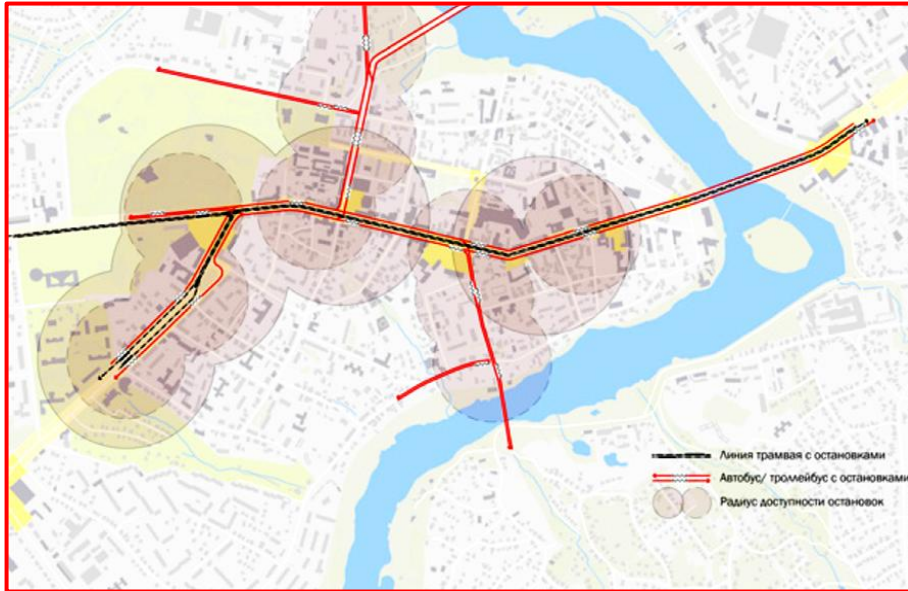 Линия трамвая с остановками
Автобус/ троллейбус с остановками
Радиус доступности остановок